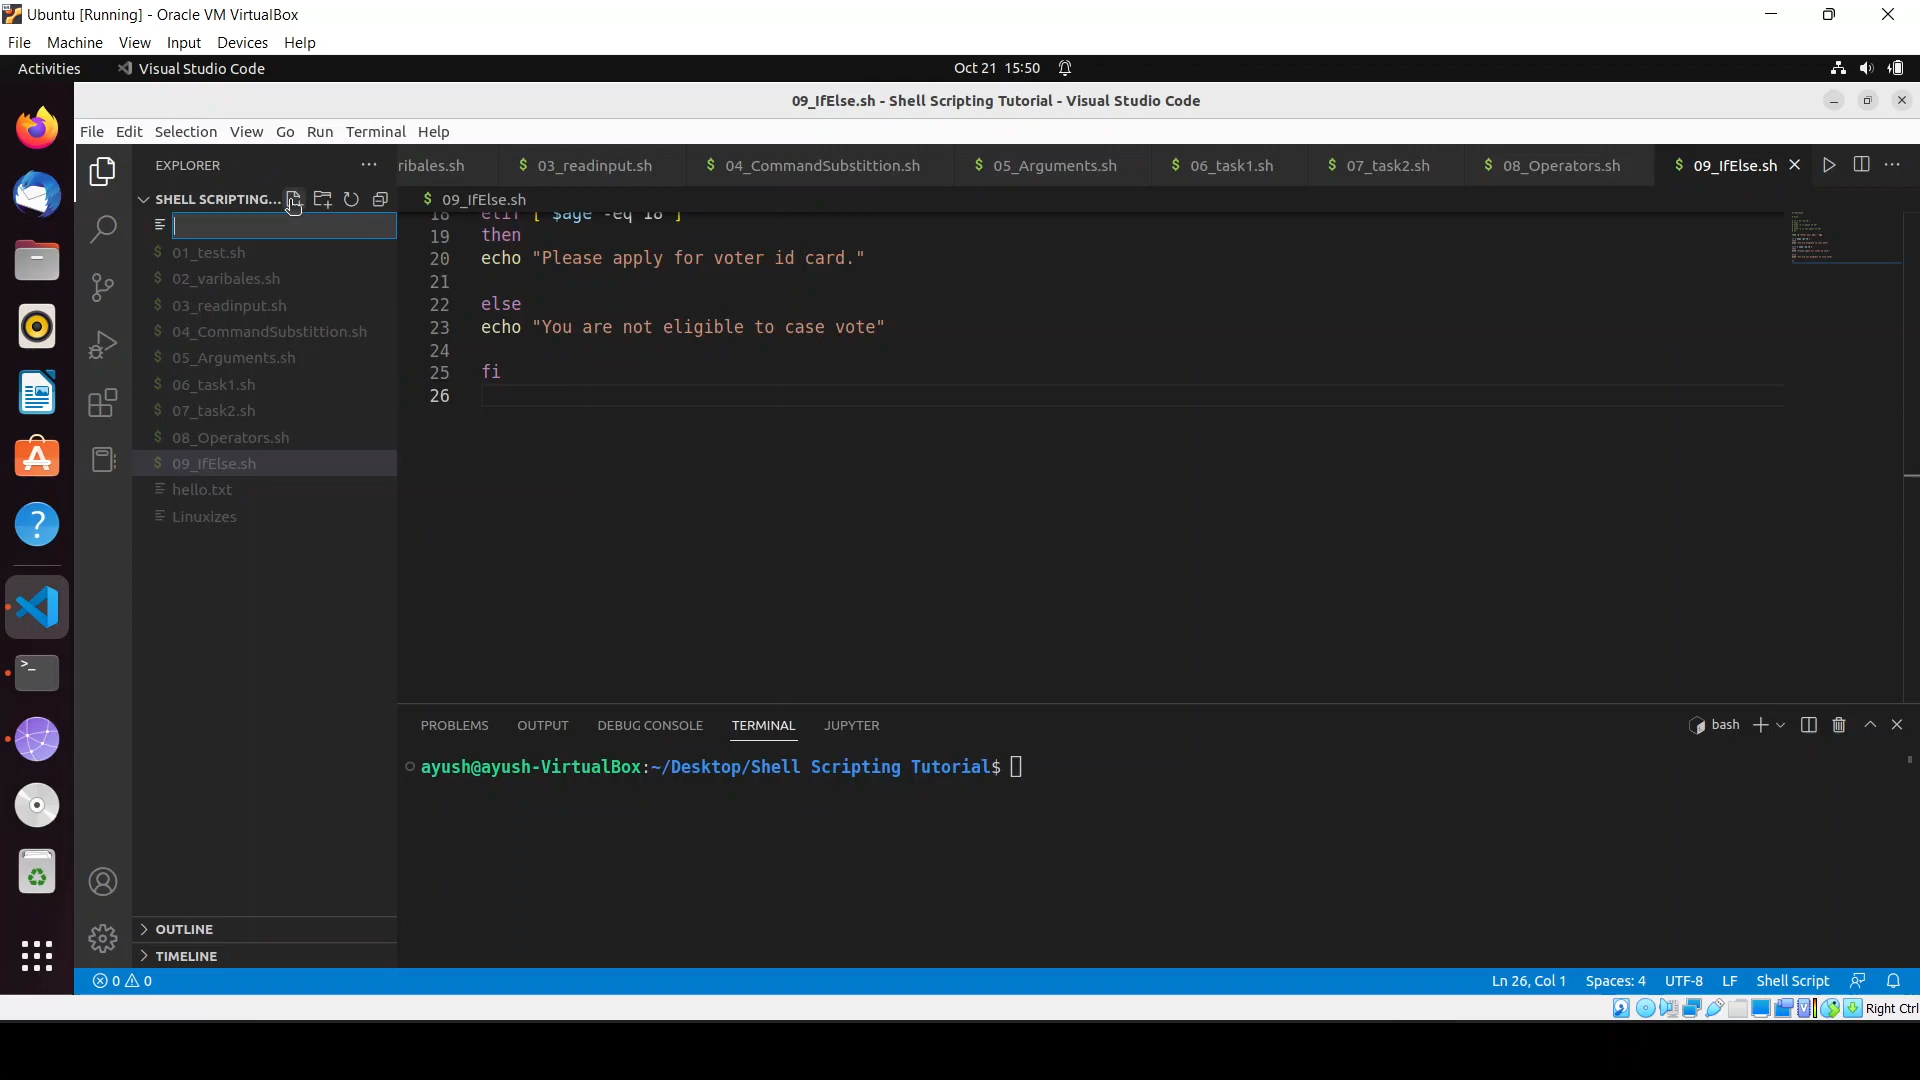 Ubuntu [Running] - Oracle VM VirtualBox
File Machine View Input Devices Help
Activities Visual Studio Code Oct 21 15:50
09_IfElse.sh - Shell Scripting Tutorial - Visual Studio Code
File Edit Selection View Go Run Terminal Help
EXPLORER
ribales.sh $ 03_readinput.sh $ 04_CommandSubstittion.sh $ 05_Arguments.sh $ 06_task1.sh $ 07_task2.sh $ 08_Operators.sh $ 09_IfElse.sh
SHELL SCRIPTING...
$ 09_IfElse.sh
$ 01_test.sh
$ 02_varibales.sh
$ 03_readinput.sh
$ 04_CommandSubstittion.sh
$ 05_Arguments.sh
$ 06_task1.sh
$ 07_task2.sh
$ 08_Operators.sh
$ 09_IfElse.sh
hello.txt
Linuxizes
OUTLINE
TIMELINE
18 elif [ $age -eq 18 ]
19 then
20 echo "Please apply for voter id card."
21
22 else
23 echo "You are not eligible to case vote"
24
25 fi
26
PROBLEMS OUTPUT DEBUG CONSOLE TERMINAL JUPYTER
bash
ayush@ayush-VirtualBox:~/Desktop/Shell Scripting Tutorial$
0 0 Ln 26, Col 1 Spaces: 4 UTF-8 LF Shell Script
Right Ctrl